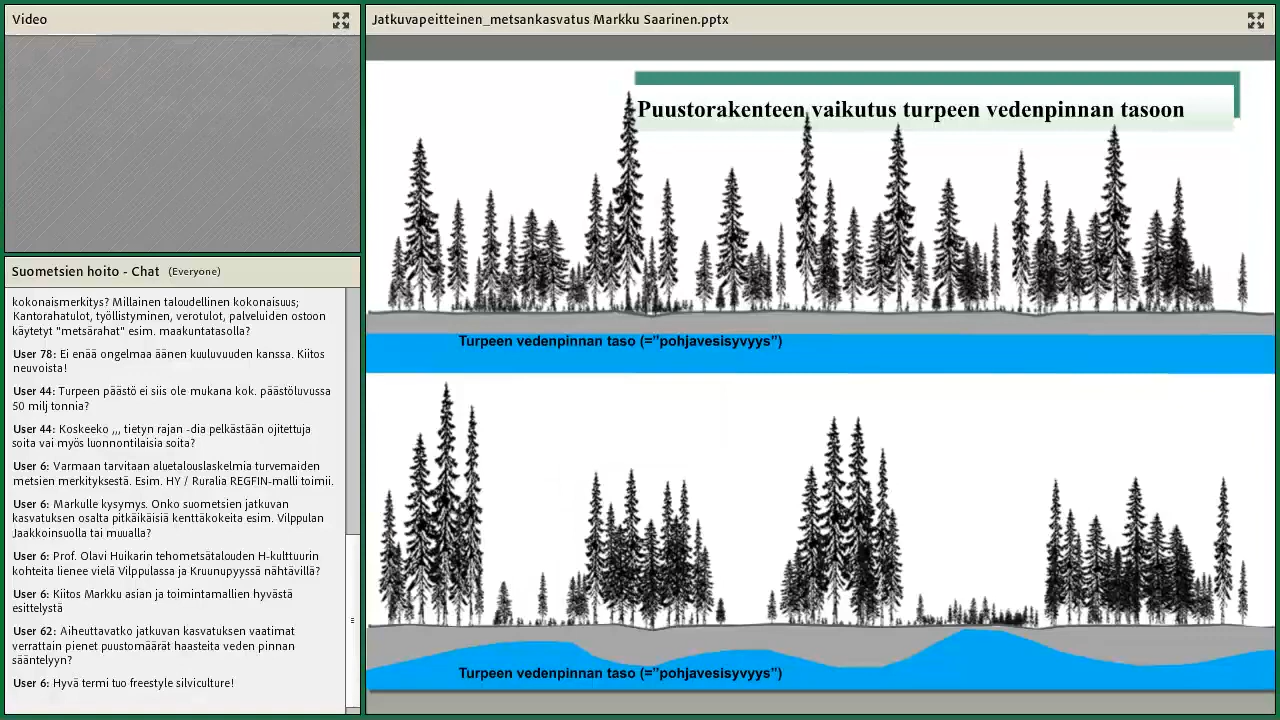 Video
Suometsien hoito - Chat (Everyone)
kokonaismerkitys? Millainen taloudellinen kokonaisuus;
Kantorahatulot, työllistyminen, verotulot, palveluiden ostoon
käytetyt "metsärahat" esim. maakuntatasolla?
User 78: Ei enää ongelmaa äänen kuuluvuuden kanssa. Kiitos
neuvoista!
User 44: Turpeen päästö ei siis ole mukana kok. päästöluvussa
50 milj tonnia?
User 44: Koskeeko ,,, tietyn rajan -dia pelkästään ojitettuja
soita vai myös luonnontilaisia soita?
User 6: Varmaan tarvitaan aluetalouslaskelmia turvemaiden
metsien merkityksestä. Esim. HY / Ruralia REGFIN-malli toimii.
User 6: Markulle kysymys. Onko suometsien jatkuvan
kasvatuksen osalta pitkäikäisiä kenttäkokeita esim. Vilppulan
Jaakkoinsuolla tai muualla?
User 6: Prof. Olavi Huikarin tehometsätalouden H-kulttuurin
kohteita lienee vielä Vilppulassa ja Kruunupyyssä nähtävillä?
User 6: Kiitos Markku asian ja toimintamallien hyvästä
esittelystä
User 62: Aiheuttavatko jatkuvan kasvatuksen vaatimat
verrattain pienet puustomäärät haasteita veden pinnan
sääntelyyn?
User 6: Hyvä termi tuo freestyle silviculture!
Jatkuvapeitteinen_metsankasvatus Markku Saarinen.pptx
Puustorakenteen vaikutus turpeen vedenpinnan tasoon
Turpeen vedenpinnan taso (="pohjavesisyvyys")
Turpeen vedenpinnan taso (="pohjavesisyvyys")